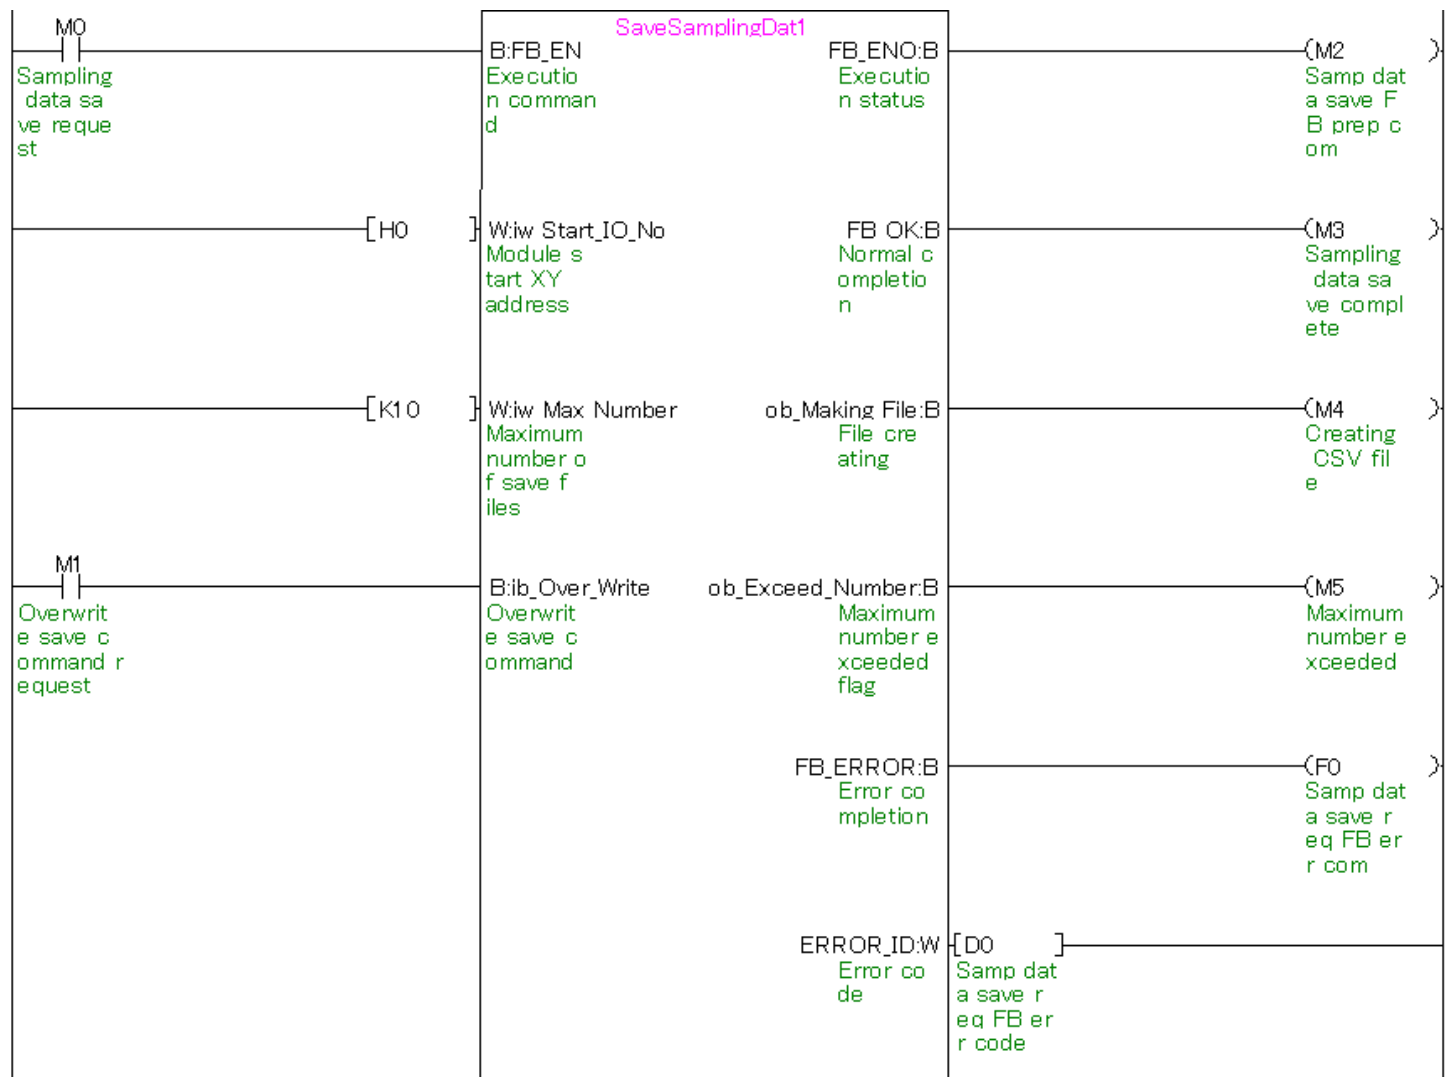 M0
SaveSamplingDat1
B:FB_EN
FB_ENO:B
(M2 )
Sampling
data sa
ve reque
st
Executio
n comman
d
Executio
n status
Samp dat
a save F
B prep c
om
[H0 ]
W:iw Start_IO_No
FB OK:B
(M3 )
Module s
tart XY
address
Normal c
ompletio
n
Sampling
data sa
ve compl
ete
[K10 ]
W:iw Max Number
ob_Making File:B
(M4 )
Maximum
number o
f save f
iles
File cre
ating
Creating
CSV fil
e
M1
B:ib_Over_Write
ob_Exceed_Number:B
(M5 )
Overwrit
e save c
ommand r
equest
Overwrit
e save c
ommand
Maximum
number e
xceeded
flag
Maximum
number e
xceeded
FB_ERROR:B
(F0 )
Error co
mpletion
Samp dat
a save r
eq FB er
r com
ERROR_ID:W
[D0 ]
Error co
de
Samp dat
a save r
eq FB er
r code